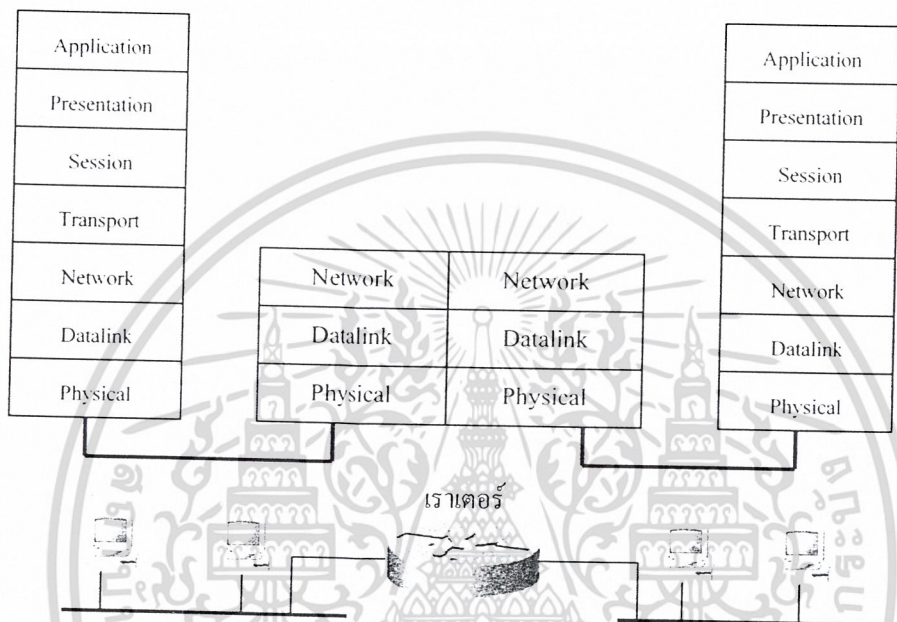 Application
Presentation
Session
Transport
Network
Datalink
Physical
Network Network
Datalink Datalink
Physical Physical
Application
Presentation
Session
Transport
Network
Datalink
Physical
เราเตอร์